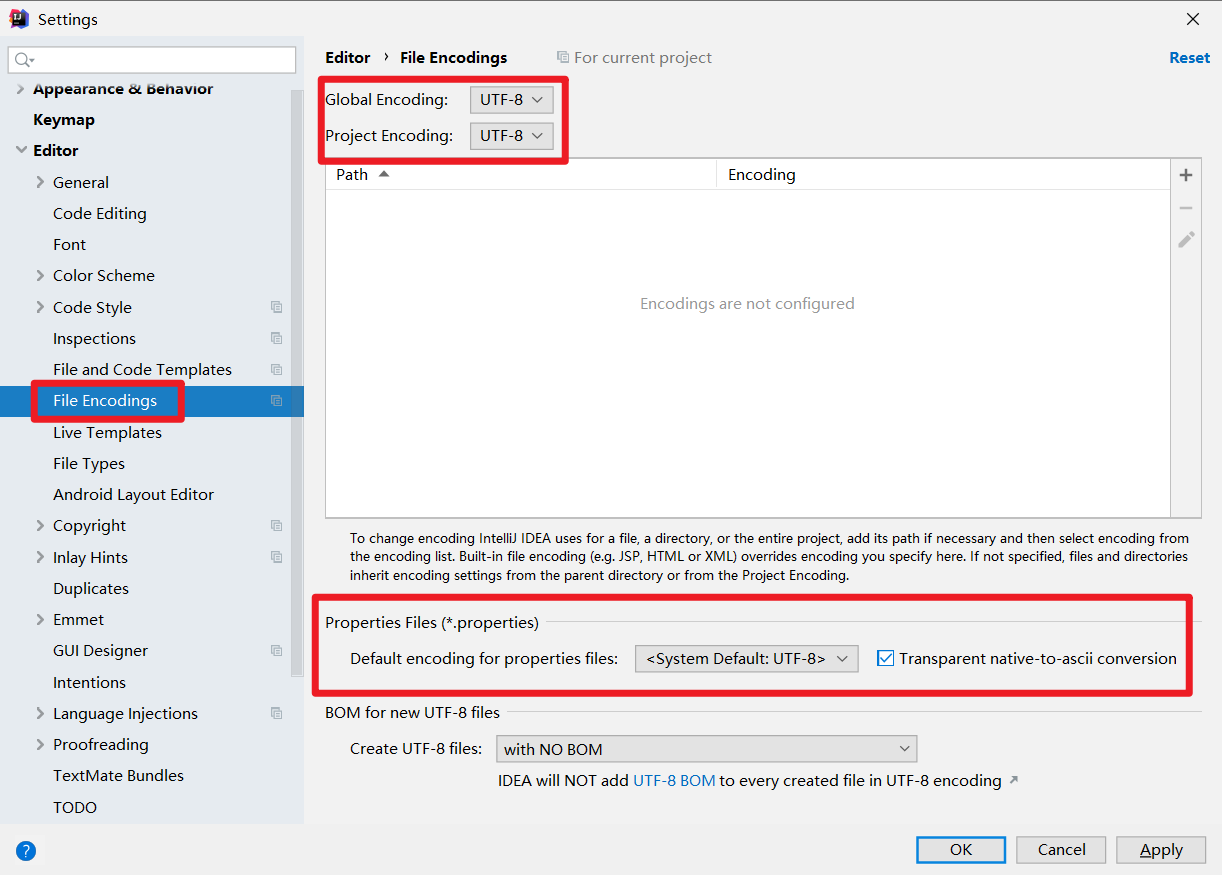 Settings
Editor › File Encodings For current project Reset
Appearance & Behavior
Keymap
Editor
General
Code Editing
Font
Color Scheme
Code Style
Inspections
File and Code Templates
File Encodings
Live Templates
File Types
Android Layout Editor
Copyright
Inlay Hints
Duplicates
Emmet
GUI Designer
Intentions
Language Injections
Proofreading
TextMate Bundles
TODO
Global Encoding: UTF-8
Project Encoding: UTF-8
Path Encoding
Encodings are not configured
To change encoding IntelliJ IDEA uses for a file, a directory, or the entire project, add its path if necessary and then select encoding from
the encoding list. Built-in file encoding (e.g. JSP, HTML or XML) overrides encoding you specify here. If not specified, files and directories
inherit encoding settings from the parent directory or from the Project Encoding.
Properties Files (*.properties)
Default encoding for properties files: <System Default: UTF-8> Transparent native-to-ascii conversion
BOM for new UTF-8 files
Create UTF-8 files: with NO BOM
IDEA will NOT add UTF-8 BOM to every created file in UTF-8 encoding ↗
? OK Cancel Apply